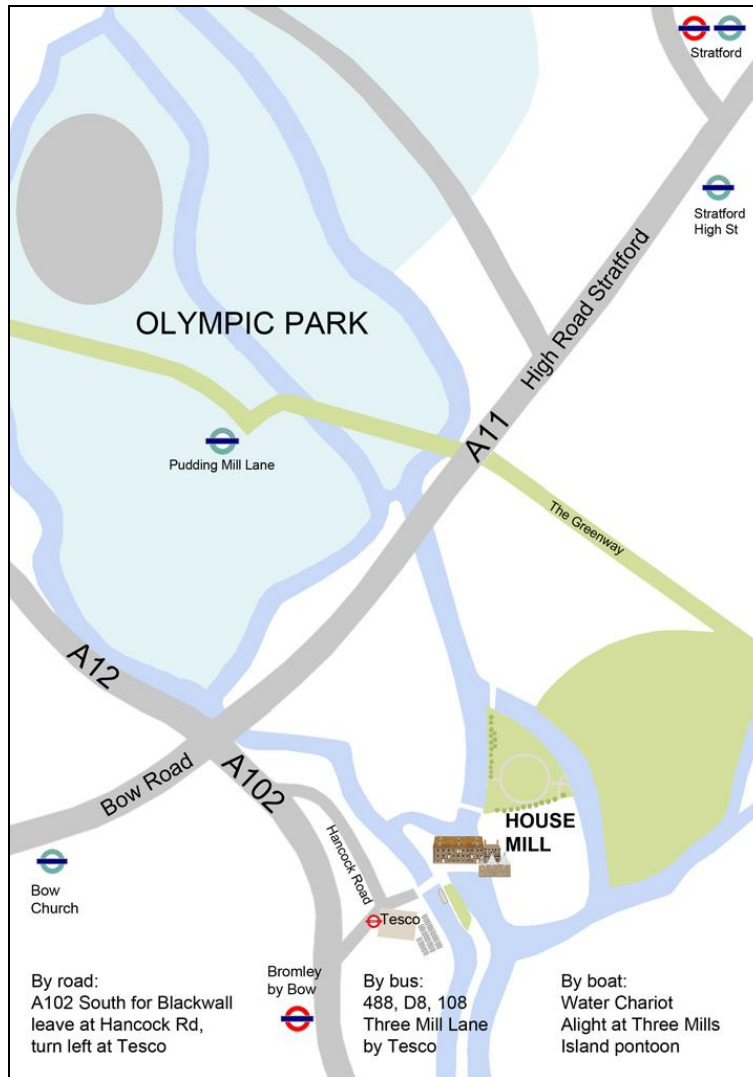 Stratford
Stratford
High St
High Road Stratford
OLYMPIC PARK
A11
Pudding Mill Lane
The Greenway
A12
Bow Road
A102
HOUSE
MILL
Hancock Road
Bow
Church
Tesco
Bromley
by Bow
By road:
A102 South for Blackwall
leave at Hancock Rd,
turn left at Tesco
By bus:
488, D8, 108
Three Mill Lane
by Tesco
By boat:
Water Chariot
Alight at Three Mills
Island pontoon